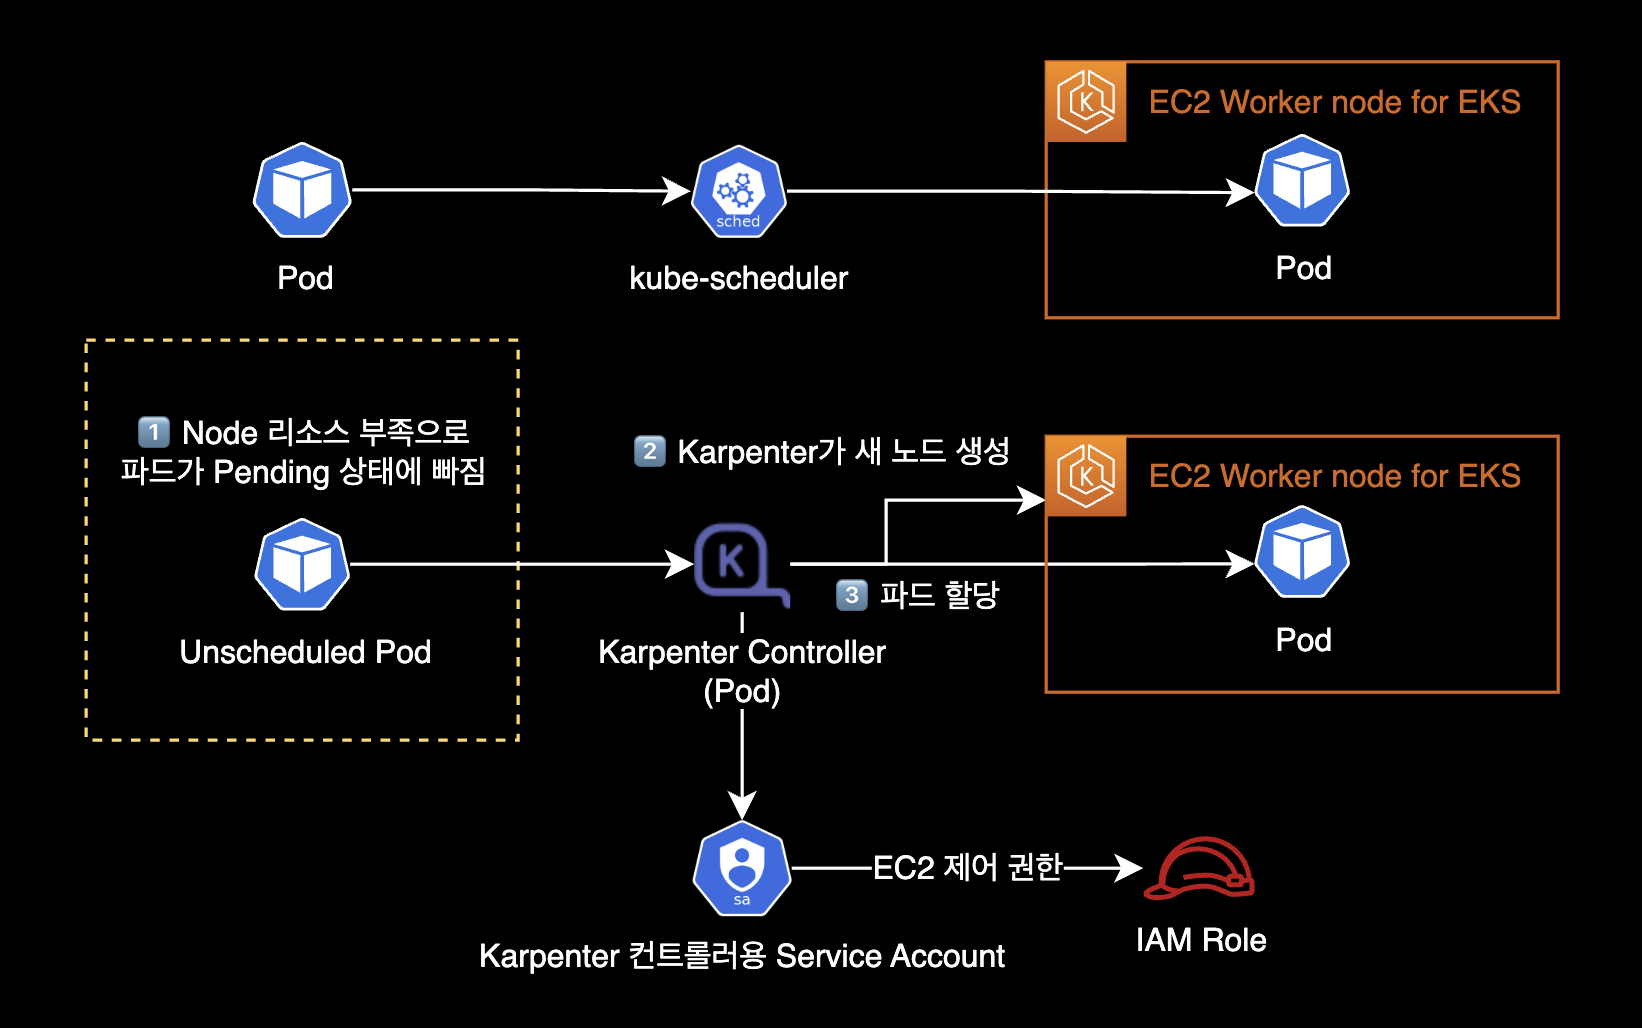 K
EC2 Worker node for EKS
sched
Pod
kube-scheduler
Pod
1 Node 리소스 부족으로
파드가 Pending 상태에 빠짐
2 Karpenter가 새 노드 생성
K
EC2 Worker node for EKS
K
3 파드 할당
Unscheduled Pod
Karpenter Controller
(Pod)
Pod
sa
EC2 제어 권한
Karpenter 컨트롤러용 Service Account
IAM Role